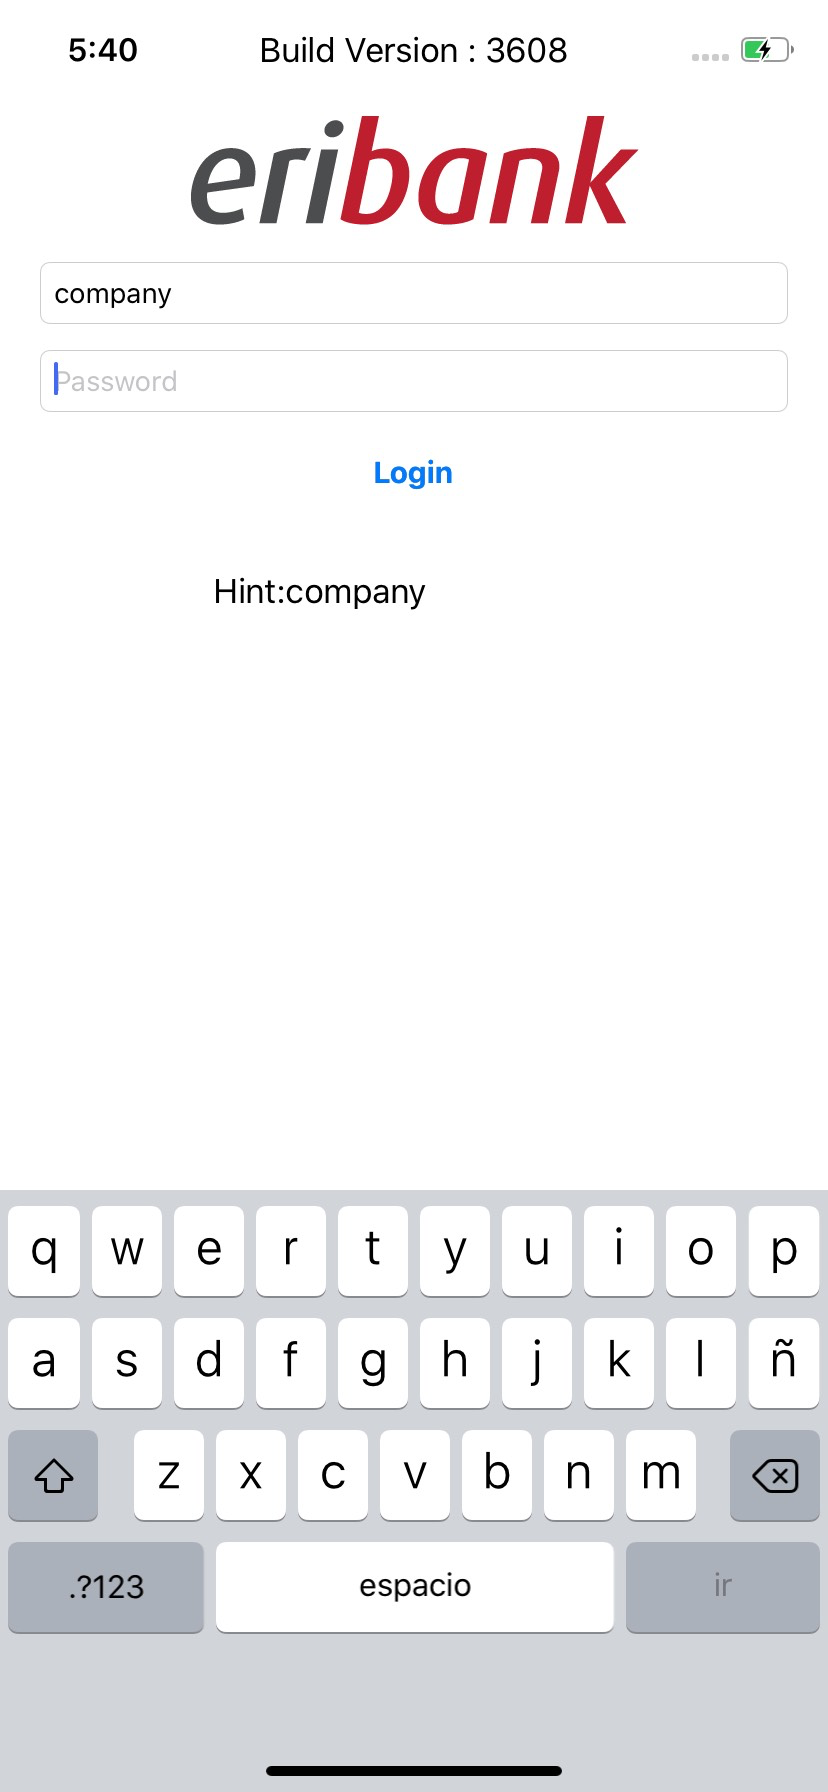 5:40 Build Version : 3608
eribank
company
Password
Login
Hint:company
q w e r t y u i o p
a s d f g h j k l ñ
z x c v b n m
.?123 espacio ir